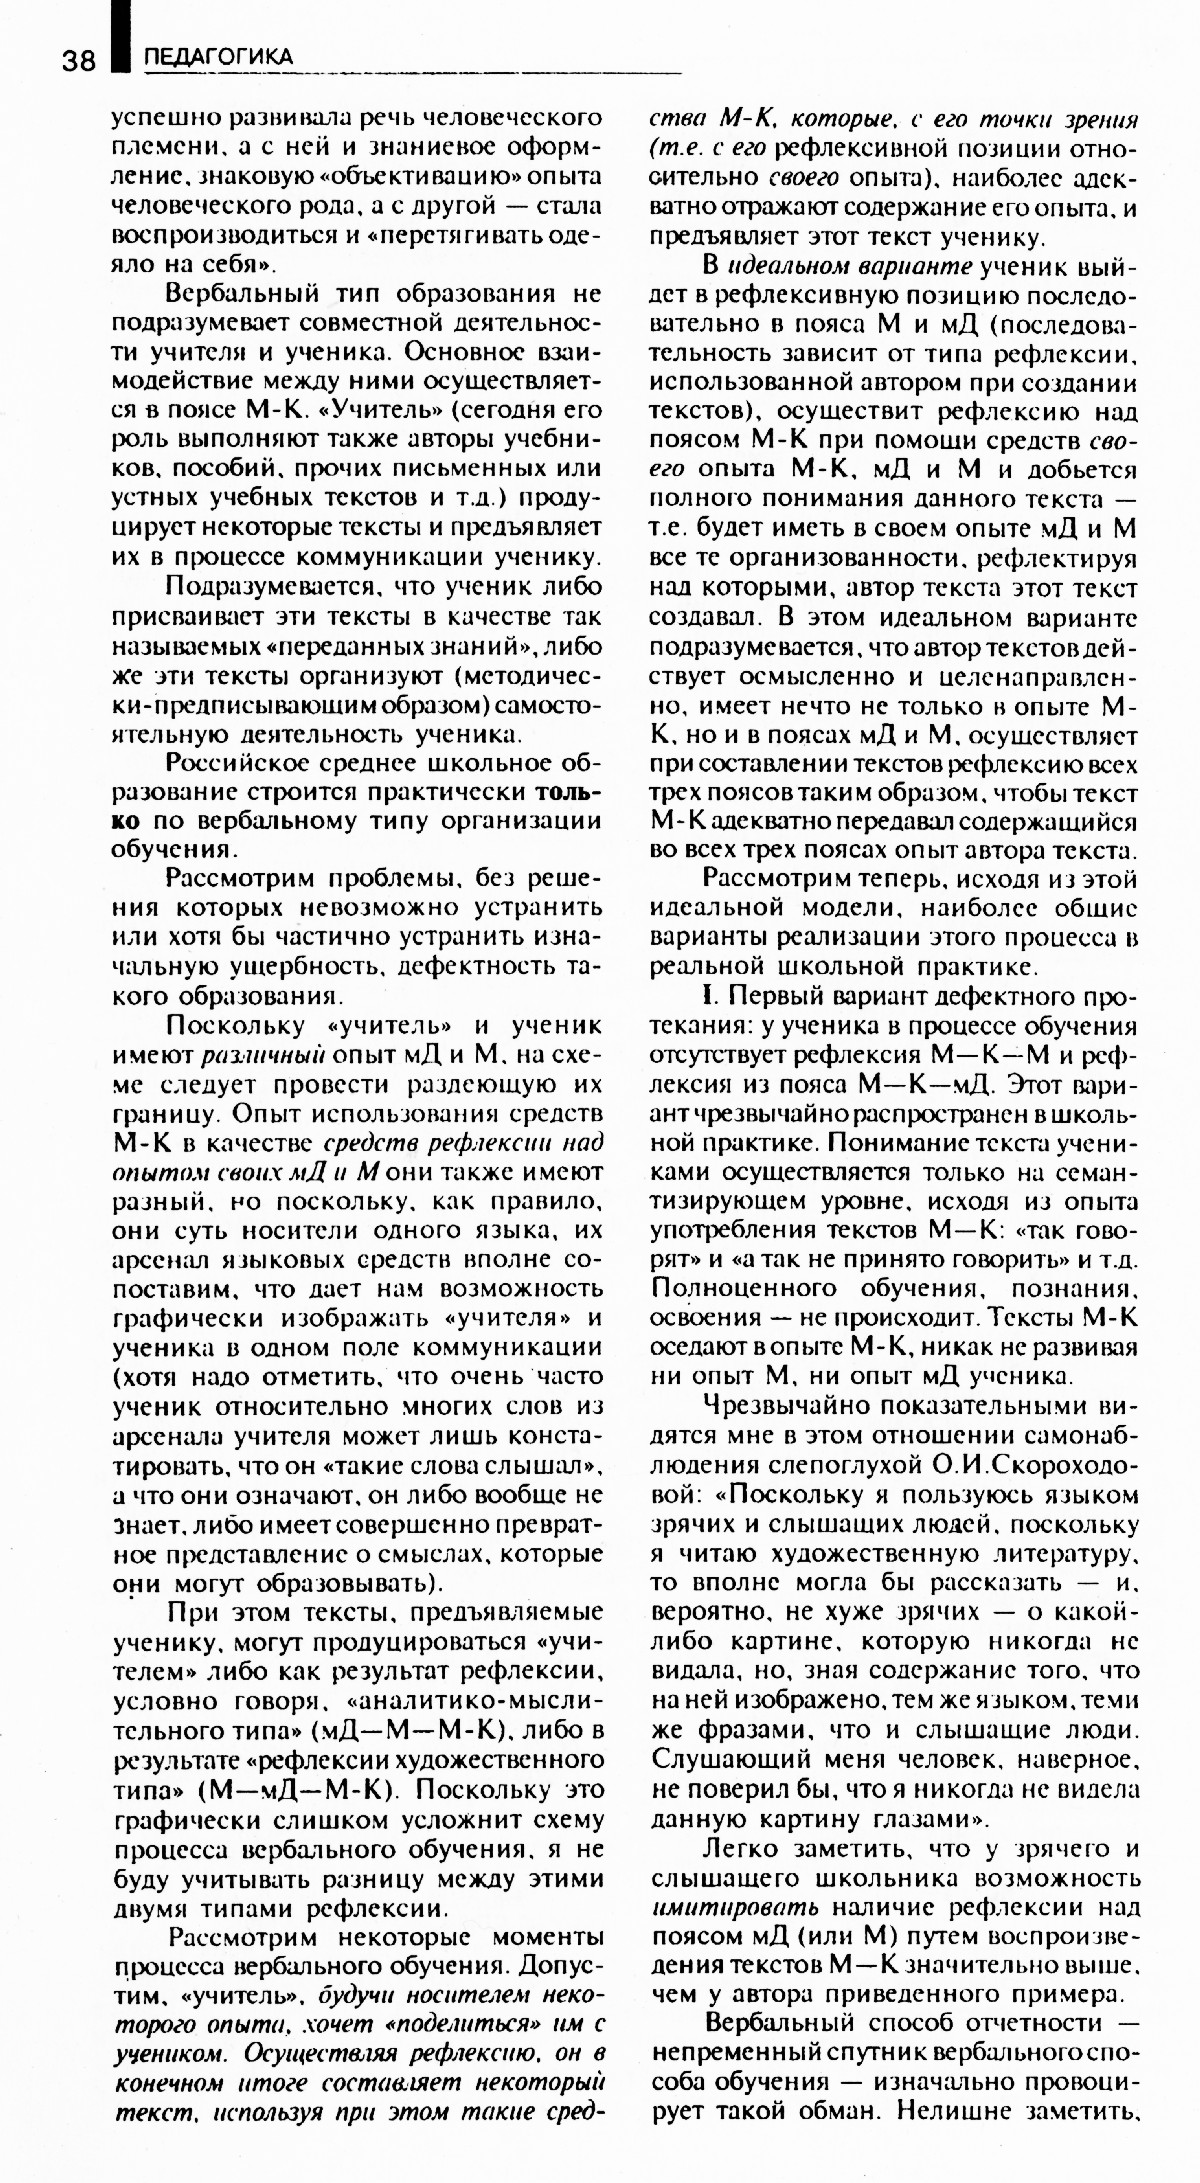 38
ПЕДАГОГИКА
успешно развивала речь человеческого
племени, а с ней и знаниевое оформ-
ление, знаковую «объективацию» опыта
человеческого рода, а с другой — стала
воспроизводиться и «перетягивать оде-
яло на себя».
Вербальный тип образования не
подразумевает совместной деятельнос-
ти учителя и ученика. Основное взаи-
модействие между ними осуществляет-
ся в поясе М-К. «Учитель» (сегодня его
роль выполняют также авторы учебни-
ков, пособий, прочих письменных или
устных учебных текстов и т.д.) проду-
цирует некоторые тексты и предъявляет
их в процессе коммуникации ученику.
Подразумевается, что ученик либо
присваивает эти тексты в качестве так
называемых «переданных знаний», либо
же эти тексты организуют (методичес-
ки-предписывающим образом) самосто-
ятельную деятельность ученика.
Российское среднее школьное об-
разование строится практически толь-
ко по вербальному типу организации
обучения.
Рассмотрим проблемы, без реше-
ния которых невозможно устранить
или хотя бы частично устранить изна-
чальную ущербность, дефектность та-
кого образования.
Поскольку «учитель» и ученик
имеют различный опыт мД и М, на схе-
ме следует провести раздеющую их
границу. Опыт использования средств
М-К в качестве средств рефлексии над
опытом своих мД и М они также имеют
разный, но поскольку, как правило,
они суть носители одного языка, их
арсенал языковых средств вполне со-
поставим, что дает нам возможность
графически изображать «учителя» и
ученика в одном поле коммуникации
(хотя надо отметить, что очень часто
ученик относительно многих слов из
арсенала учителя может лишь конста-
тировать, что он «такие слова слышал»,
а что они означают, он либо вообще не
знает, либо имеет совершенно преврат-
ное представление о смыслах, которые
они могут образовывать).
При этом тексты, предъявляемые
ученику, могут продуцироваться «учи-
телем» либо как результат рефлексии,
условно говоря, «аналитико-мысли-
тельного типа» (мД—М—М-К), либо в
результате «рефлексии художественного
типа» (М—мД—М-К). Поскольку это
графически слишком усложнит схему
процесса вербального обучения, я не
буду учитывать разницу между этими
двумя типами рефлексии.
Рассмотрим некоторые моменты
процесса вербального обучения. Допус-
тим, «учитель», будучи носителем неко-
торого опыта, хочет «поделиться» им с
учеником. Осуществляя рефлексию, он в
конечном итоге составляет некоторый
текст, используя при этом такие сред-
ства М-К, которые, с его точки зрения
(т.е. с его рефлексивной позиции отно-
сительно своего опыта), наиболее адек-
ватно отражают содержание его опыта, и
предъявляет этот текст ученику.
В идеальном варианте ученик вый-
дет в рефлексивную позицию последо-
вательно в пояса М и мД (последова-
тельность зависит от типа рефлексии,
использованной автором при создании
текстов), осуществит рефлексию над
поясом М-К при помощи средств сво-
его опыта М-К, мД и М и добьется
полного понимания данного текста —
т.е. будет иметь в своем опыте мД и М
все те организованности, рефлектируя
над которыми, автор текста этот текст
создавал. В этом идеальном варианте
подразумевается, что автор текстов дей-
ствует осмысленно и целенаправлен-
но, имеет нечто не только в опыте М-
К, но и в поясах мД и М, осуществляет
при составлении текстов рефлексию всех
трех поясов таким образом, чтобы текст
М-К адекватно передавал содержащийся
во всех трех поясах опыт автора текста.
Рассмотрим теперь, исходя из этой
идеальной модели, наиболее общие
варианты реализации этого процесса в
реальной школьной практике.
I. Первый вариант дефектного про-
текания: у ученика в процессе обучения
отсутствует рефлексия М—К—М и реф-
лексия из пояса М—К—мД. Этот вари-
ант чрезвычайно распространен в школь-
ной практике. Понимание текста учени-
ками осуществляется только на семан-
тизирующем уровне, исходя из опыта
употребления текстов М—К: «так гово-
рят» и «а так не принято говорить» и т.д.
Полноценного обучения, познания,
освоения — не происходит. Тексты М-К
оседают в опыте М-К, никак не развивая
ни опыт М, ни опыт мД ученика.
Чрезвычайно показательными ви-
дятся мне в этом отношении самонаб-
людения слепоглухой О.И.Скороходо-
вой: «Поскольку я пользуюсь языком
зрячих и слышащих людей, поскольку
я читаю художественную литературу,
то вполне могла бы рассказать — и,
вероятно, не хуже зрячих — о какой-
либо картине, которую никогда не
видала, но, зная содержание того, что
на ней изображено, тем же языком, теми
же фразами, что и слышащие люди.
Слушающий меня человек, наверное,
не поверил бы, что я никогда не видела
данную картину глазами».
Легко заметить, что у зрячего и
слышащего школьника возможность
имитировать наличие рефлексии над
поясом мД (или М) путем воспроизве-
дения текстов М—К значительно выше,
чем у автора приведенного примера.
Вербальный способ отчетности —
непременный спутник вербального спо-
соба обучения — изначально провоци-
рует такой обман. Нелишне заметить,